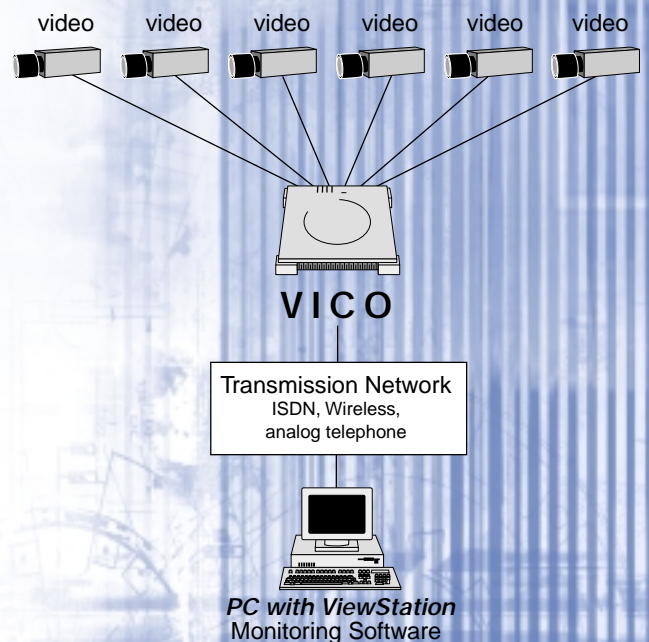 video video video video video video
VICO
Transmission Network
ISDN, Wireless,
analog telephone
PC with ViewStation
Monitoring Software